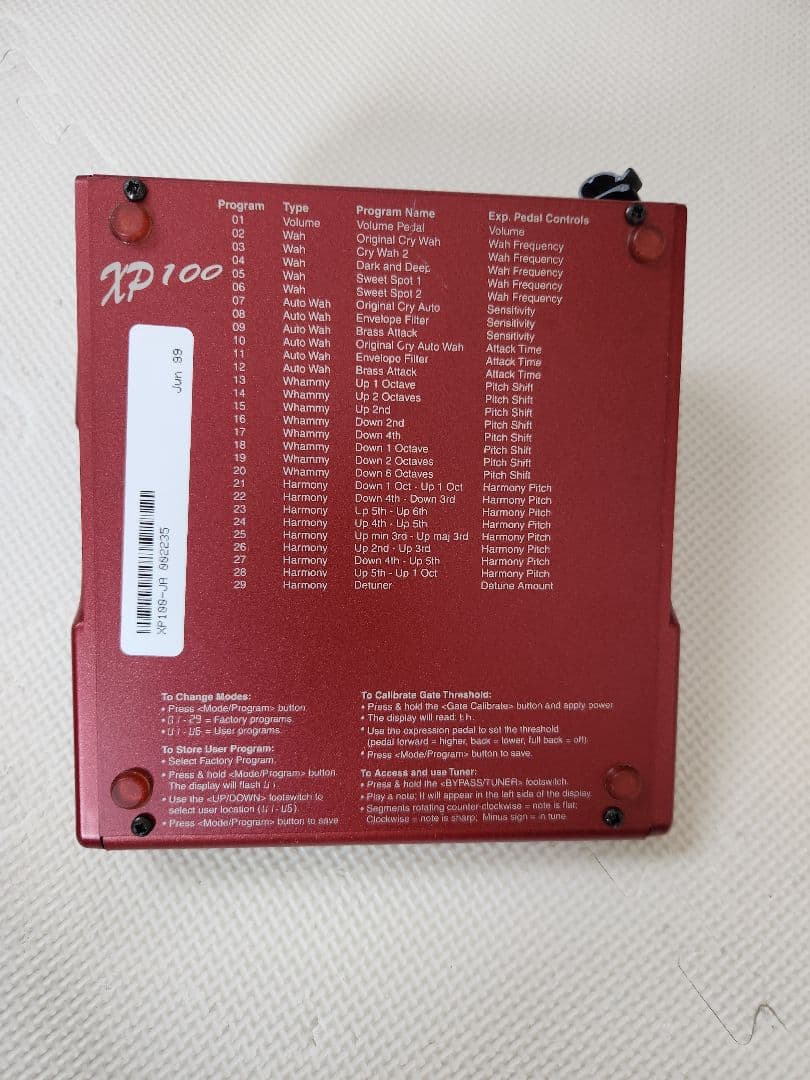 Program Type Program Name Exp. Pedal Controls
01 Volume Volume Pedal Volume
02 Wah Original Cry Wah Wah Frequency
03 Wah Cry Wah 2 Wah Frequency
04 Wah Dark and Deep Wah Frequency
05 Wah Sweet Spot 1 Wah Frequency
06 Wah Sweet Spot 2 Wah Frequency
07 Auto Wah Original Cry Auto Sensitivity
08 Auto Wah Envelope Filter Sensitivity
09 Auto Wah Brass Attack Sensitivity
10 Auto Wah Original Cry Auto Wah Attack Time
11 Auto Wah Envelope Filter Attack Time
12 Auto Wah Brass Attack Attack Time
13 Whammy Up 1 Octave Pitch Shift
14 Whammy Up 2 Octaves Pitch Shift
15 Whammy Up 2nd Pitch Shift
16 Whammy Down 2nd Pitch Shift
17 Whammy Down 4th Pitch Shift
18 Whammy Down 1 Octave Pitch Shift
19 Whammy Down 2 Octaves Pitch Shift
20 Whammy Down 6 Octaves Pitch Shift
21 Harmony Down 1 Oct - Up 1 Oct Harmony Pitch
22 Harmony Down 4th - Down 3rd Harmony Pitch
23 Harmony Up 5th - Up 6th Harmony Pitch
24 Harmony Up 4th - Up 5th Harmony Pitch
25 Harmony Up min 3rd - Up maj 3rd Harmony Pitch
26 Harmony Up 2nd - Up 3rd Harmony Pitch
27 Harmony Down 4th - Up 5th Harmony Pitch
28 Harmony Up 5th - Up 1 Oct Harmony Pitch
29 Harmony Detuner Detune Amount
XP100
Jun 99
XP100-JA 002235
To Change Modes:
• Press <Mode/Program> button.
• 01 - 29 = Factory programs.
• U1 - U6 = User programs.
To Store User Program:
• Select Factory Program.
• Press & hold <Mode/Program> button.
The display will flash U1
• Use the <UP/DOWN> footswitch to
select user location (U1 - U6).
• Press <Mode/Program> button to save
To Calibrate Gate Threshold:
• Press & hold the <Gate Calibrate> button and apply power
• The display will read: th.
• Use the expression pedal to set the threshold
(pedal forward = higher, back = lower, full back = off)
• Press <Mode/Program> button to save.
To Access and use Tuner:
• Press & hold the <BYPASS/TUNER> footswitch.
• Play a note; it will appear in the left side of the display.
• Segments rotating counter-clockwise = note is flat;
Clockwise = note is sharp; Minus sign = in tune